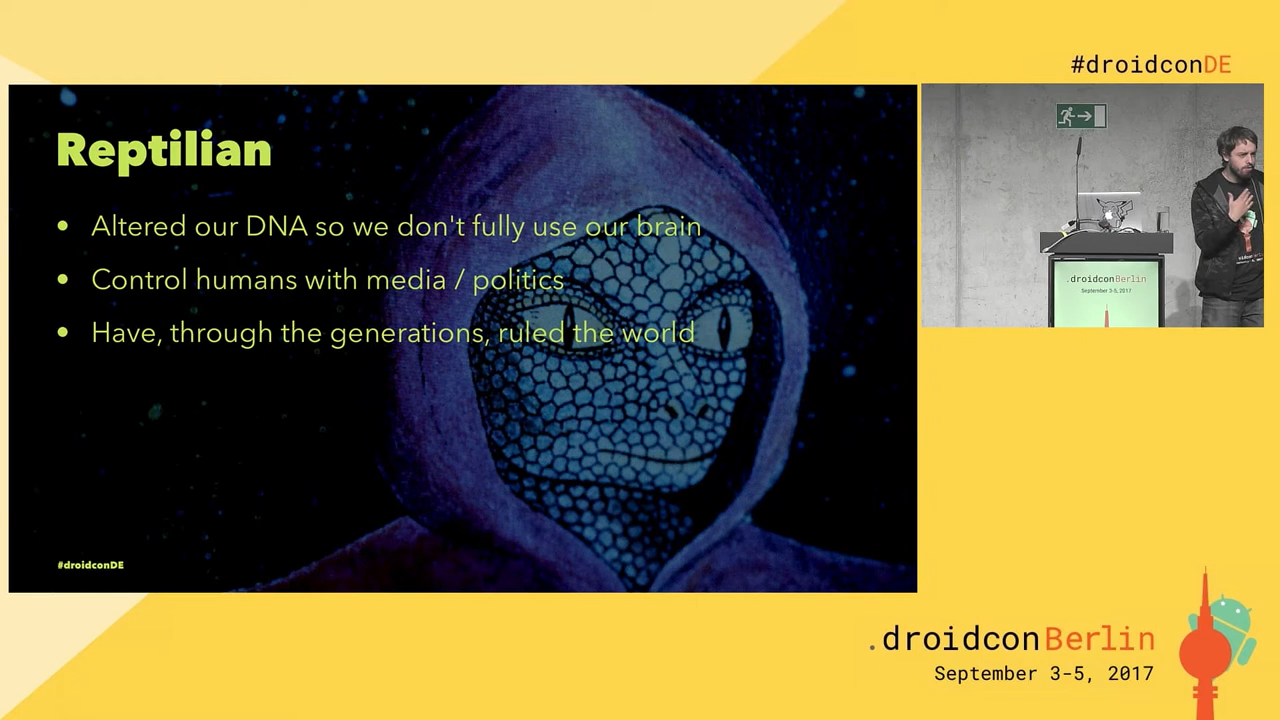 #droidconDE
Reptilian
• Altered our DNA so we don't fully use our brain
• Control humans with media / politics
• Have, through the generations, ruled the world
#droidconDE
.droidconBerlin
September 3-5, 2017
.droidconBerlin
September 3-5, 2017